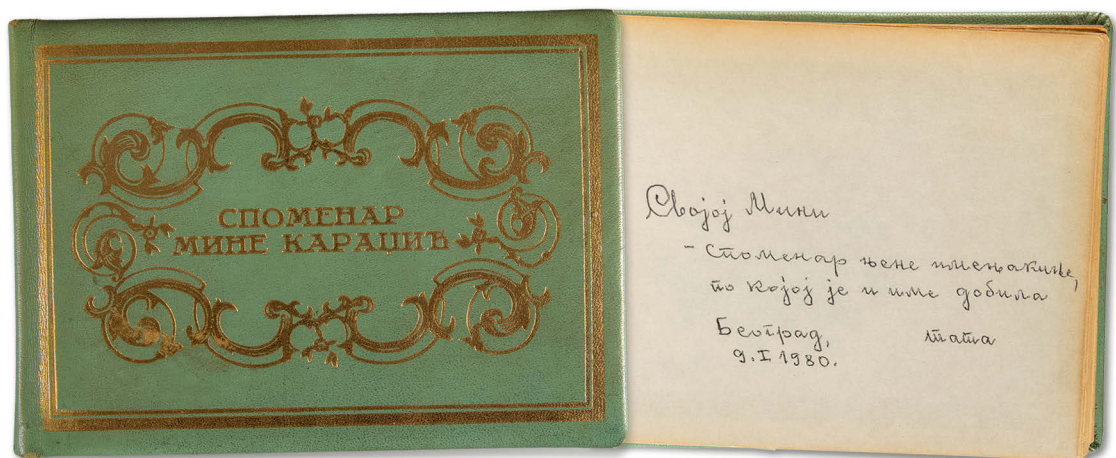 СПОМЕНАР
МИНЕ КАРАЏИЋ
Својој Мини
- Споменар њене имењакиње,
по којој је и име добила
Београд, тата
9. I 1980.